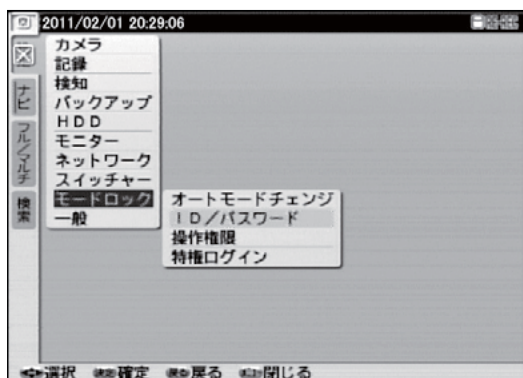 2011/02/01 20:29:06
カメラ
記録
検知
バックアップ
ＨＤＤ
モニター
ネットワーク
スイッチャー
モードロック
一般
オートモードチェンジ
ＩＤ／パスワード
操作権限
特権ログイン
ナビ
フル/マルチ
検索
選択 確定 戻る 閉じる